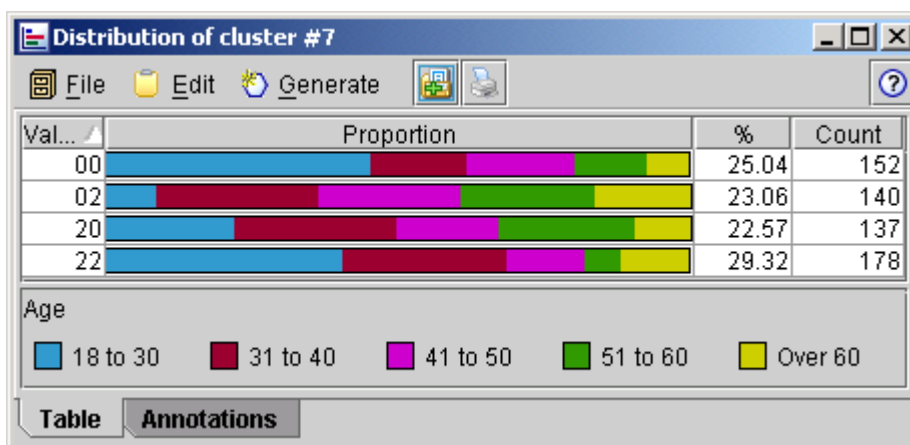 Distribution of cluster #7
File Edit Generate
Val... Proportion % Count
00 25.04 152
02 23.06 140
20 22.57 137
22 29.32 178
Age
18 to 30 31 to 40 41 to 50 51 to 60 Over 60
Table Annotations